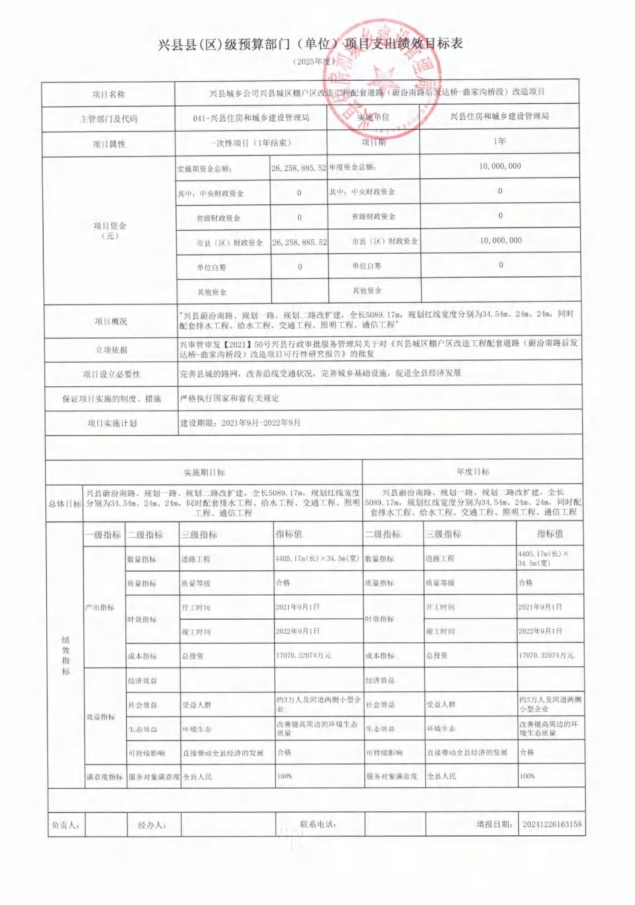 兴县县(区)级预算部门（单位）项目支出绩效目标表
（2025年度）
项目名称 兴县城乡公司兴县城区棚户区改造工程配套道路（蔚汾南路后发达桥-曲家沟桥段）改造项目
主管部门及代码 041-兴县住房和城乡建设管理局 实施单位 兴县住房和城乡建设管理局
项目属性 一次性项目（1年结束） 项目期 1年
项目资金
（元）
实施期资金总额： 26,258,885.52 年度资金总额： 10,000,000
其中：中央财政资金 0 其中：中央财政资金 0
省级财政资金 0 省级财政资金 0
市县（区）财政资金 26,258,885.52 市县（区）财政资金 10,000,000
单位自筹 0 单位自筹 0
其他资金 其他资金
项目概况
"兴县蔚汾南路、规划一路、规划二路改扩建，全长5089.17m，规划红线宽度分别为34.54m、24m、24m，同时
配套排水工程、给水工程、交通工程、照明工程、通信工程"
立项依据
兴审管审发【2021】50号兴县行政审批服务管理局关于对《兴县城区棚户区改造工程配套道路（蔚汾南路后发
达桥-曲家沟桥段）改造项目可行性研究报告》的批复
项目设立必要性 完善县城的路网，改善沿线交通状况，完善城乡基础设施，促进全县经济发展
保证项目实施的制度、措施 严格执行国家和省有关规定
项目实施计划 建设期限：2021年9月-2022年9月
实施期目标 年度目标
总体目标
兴县蔚汾南路、规划一路、规划二路改扩建，全长5089.17m，规划红线宽度
分别为34.54m、24m、24m，同时配套排水工程、给水工程、交通工程、照明
工程、通信工程
兴县蔚汾南路、规划一路、规划二路改扩建，全长
5089.17m，规划红线宽度分别为34.54m、24m、24m，同时配
套排水工程、给水工程、交通工程、照明工程、通信工程
绩效指标
一级指标 二级指标 三级指标 指标值 二级指标 三级指标 指标值
产出指标
数量指标 道路工程 4405.17m(长)×34.5m(宽) 数量指标 道路工程 4405.17m(长)×
34.5m(宽)
质量指标 质量等级 合格 质量指标 质量等级 合格
时效指标 开工时间 2021年9月1日 时效指标 开工时间 2021年9月1日
竣工时间 2022年9月1日 竣工时间 2022年9月1日
成本指标 总投资 17070.32074万元 成本指标 总投资 17070.32074万元
效益指标
经济效益 经济效益
社会效益 受益人群 约3万人及河道两侧小型企
业 社会效益 受益人群 约3万人及河道两侧
小型企业
生态效益 环境生态 改善提高周边的环境生态
质量 生态效益 环境生态 改善提高周边的环
境生态质量
可持续影响 直接带动全县经济的发展 合格 可持续影响 直接带动全县经济的发展 合格
满意度指标 服务对象满意度 全县人民 100% 服务对象满意度 全县人民 100%
负责人： 经办人： 联系电话： 填报日期： 20241226163158